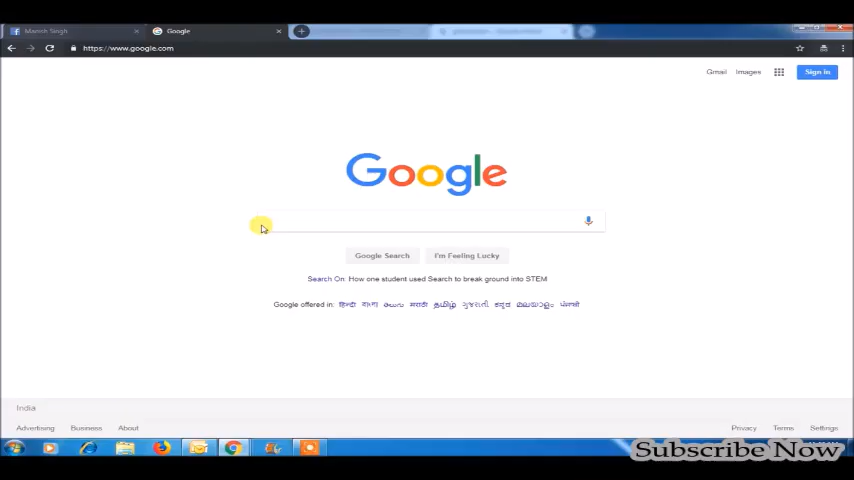 Manish Singh
Google
https://www.google.com
Gmail Images Sign in
Google
Google Search I'm Feeling Lucky
Search On: How one student used Search to break ground into STEM
Google offered in: हिन्दी বাংলা తెలుగు मराठी தமிழ் ગુજરાતી ಕನ್ನಡ മലയാളം ਪੰਜਾਬੀ
India
Advertising Business About
Privacy Terms Settings
Subscribe Now